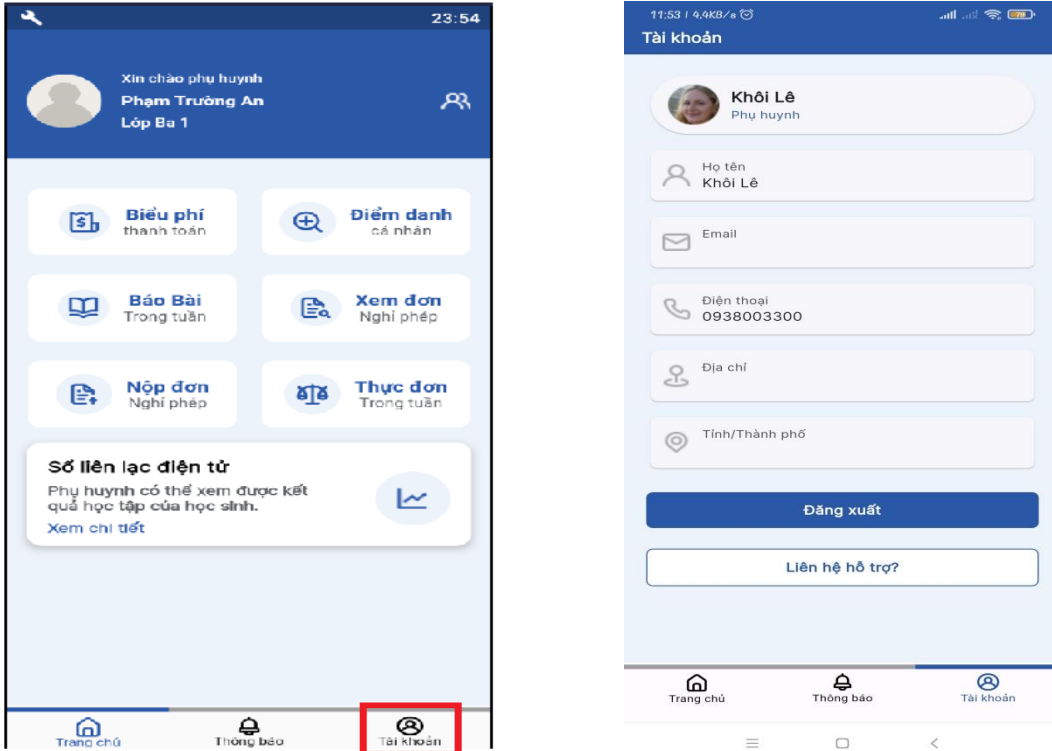 23:54
Xin chào phụ huynh
Phạm Trường An
Lớp Ba 1
Biểu phí
thanh toán
Điểm danh
cá nhân
Báo Bài
Trong tuần
Xem đơn
Nghỉ phép
Nộp đơn
Nghỉ phép
Thực đơn
Trong tuần
Sổ liên lạc điện tử
Phụ huynh có thể xem được kết
quả học tập của học sinh.
Xem chi tiết
Trang chủ
Thông báo
Tài khoản
11:53 | 4,4KB/s
Tài khoản
Khôi Lê
Phụ huynh
Họ tên
Khôi Lê
Email
Điện thoại
0938003300
Địa chỉ
Tỉnh/Thành phố
Đăng xuất
Liên hệ hỗ trợ?
Trang chủ
Thông báo
Tài khoản